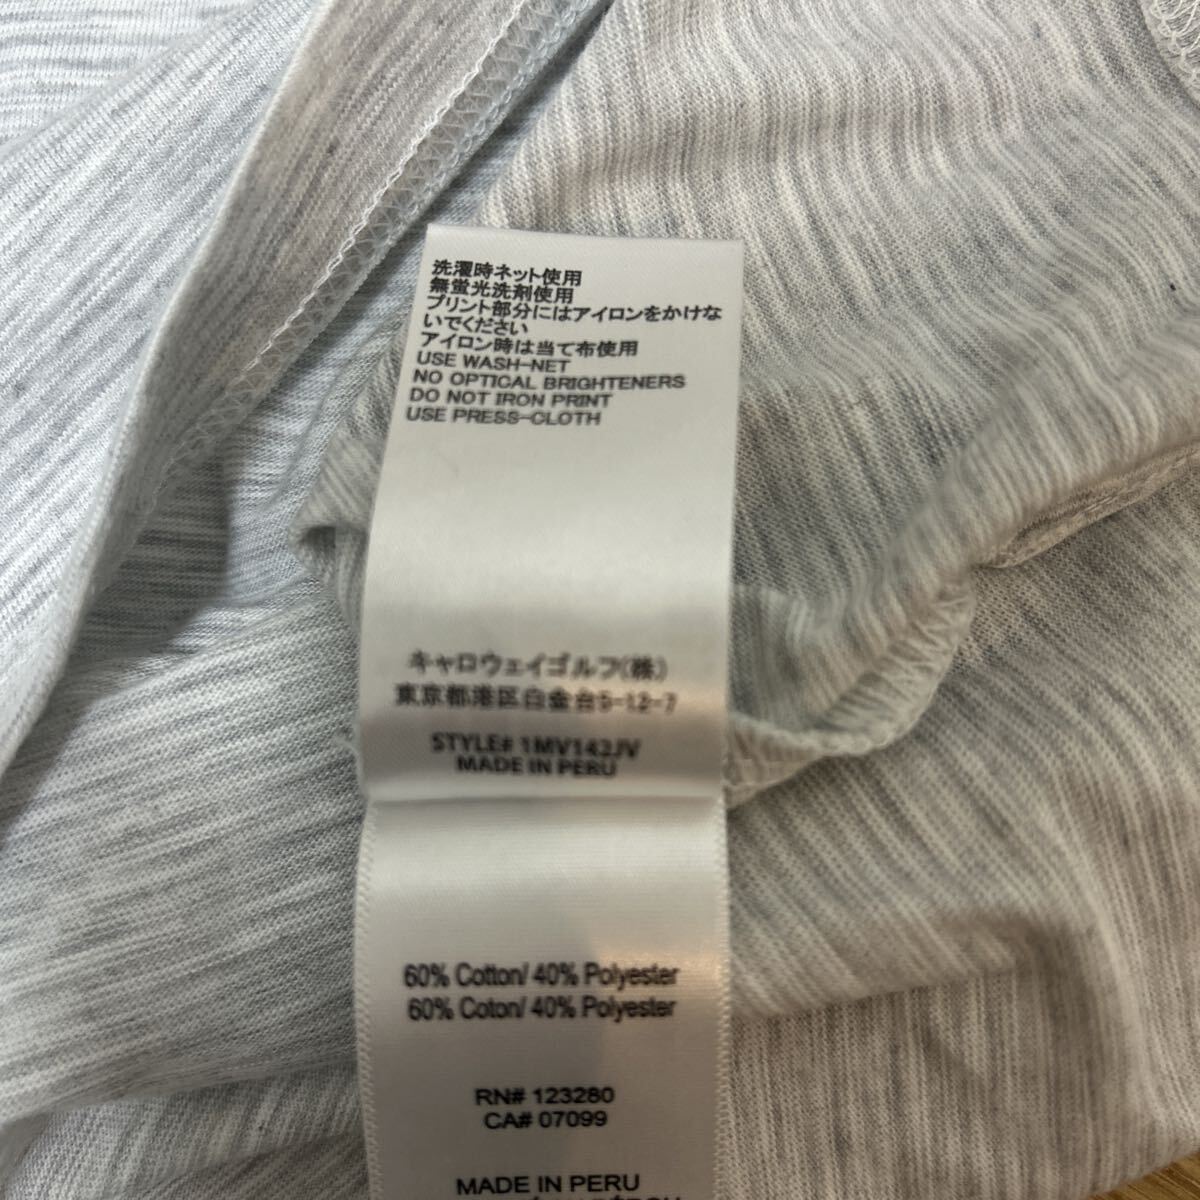 洗濯時ネット使用
無蛍光洗剤使用
プリント部分にはアイロンをかけな
いでください
アイロン時は当て布使用
USE WASH-NET
NO OPTICAL BRIGHTENERS
DO NOT IRON PRINT
USE PRESS-CLOTH
キャロウェイゴルフ(株)
東京都港区白金台5-12-7
STYLE# 1MV142JV
MADE IN PERU
60% Cotton/ 40% Polyester
60% Coton/ 40% Polyester
RN# 123280
CA# 07099
MADE IN PERU